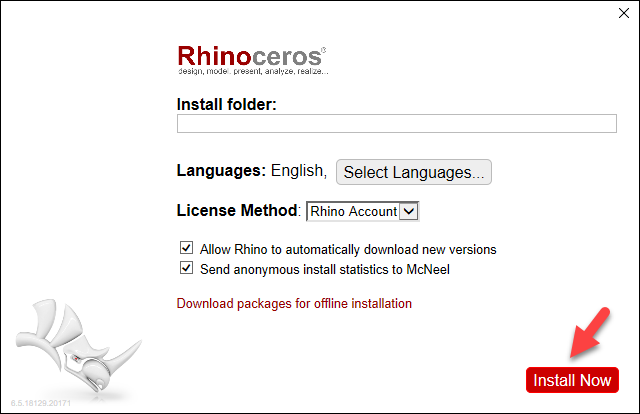 Rhinoceros®
design, model, present, analyze, realize...
Install folder:
Languages: English, Select Languages...
License Method: Rhino Account
Allow Rhino to automatically download new versions
Send anonymous install statistics to McNeel
Download packages for offline installation
Install Now
6.5.18129.20171